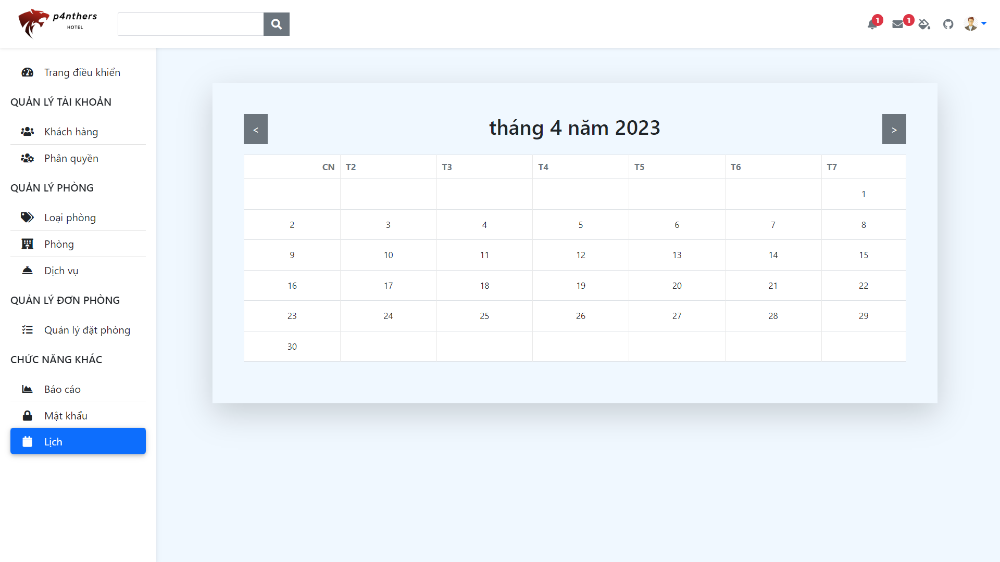 p4nthers
HOTEL
1
1
Trang điều khiển
QUẢN LÝ TÀI KHOẢN
Khách hàng
Phân quyền
QUẢN LÝ PHÒNG
Loại phòng
Phòng
Dịch vụ
QUẢN LÝ ĐƠN PHÒNG
Quản lý đặt phòng
CHỨC NĂNG KHÁC
Báo cáo
Mật khẩu
Lịch
< tháng 4 năm 2023 >
CN T2 T3 T4 T5 T6 T7
1
2 3 4 5 6 7 8
9 10 11 12 13 14 15
16 17 18 19 20 21 22
23 24 25 26 27 28 29
30